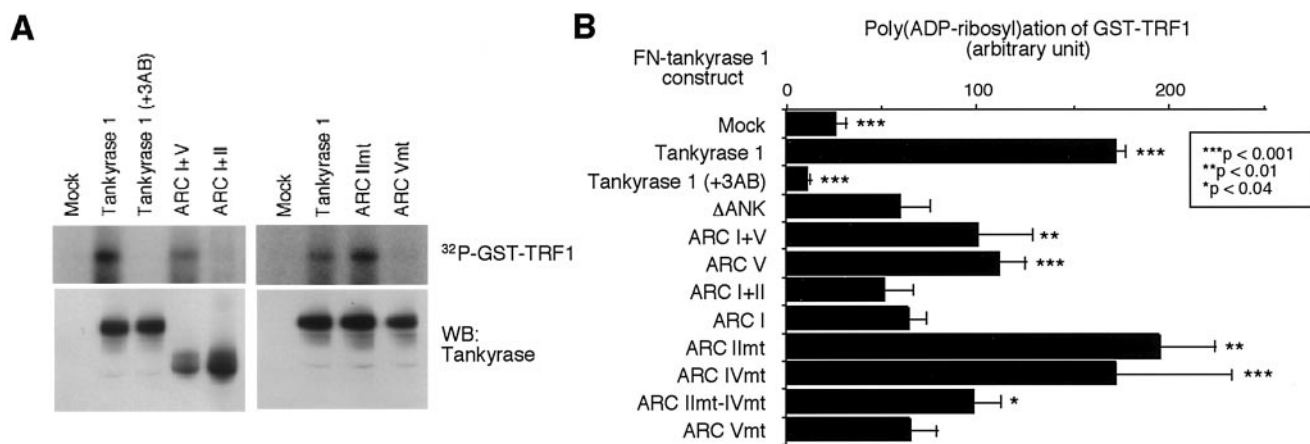 A
Mock
Tankyrase 1
Tankyrase 1 (+3AB)
ARC I+V
ARC I+II
Mock
Tankyrase 1
ARC IImt
ARC Vmt
³²P-GST-TRF1
WB:
Tankyrase
B
Poly(ADP-ribosyl)ation of GST-TRF1
(arbitrary unit)
FN-tankyrase 1
construct
0
100
200
Mock
***
Tankyrase 1
***
Tankyrase 1 (+3AB)
***
ΔANK
ARC I+V
**
ARC V
***
ARC I+II
ARC I
ARC IImt
**
ARC IVmt
***
ARC IImt-IVmt
*
ARC Vmt
***p < 0.001
**p < 0.01
*p < 0.04